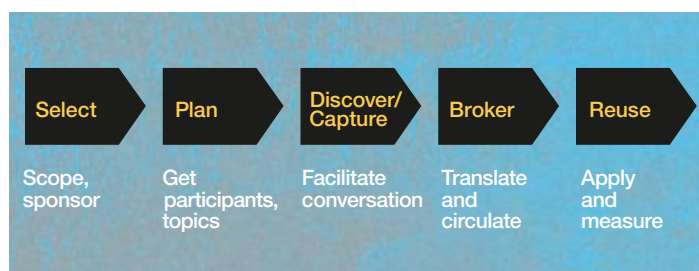 Select
Plan
Discover/
Capture
Broker
Reuse
Scope,
sponsor
Get
participants,
topics
Facilitate
conversation
Translate
and
circulate
Apply
and
measure